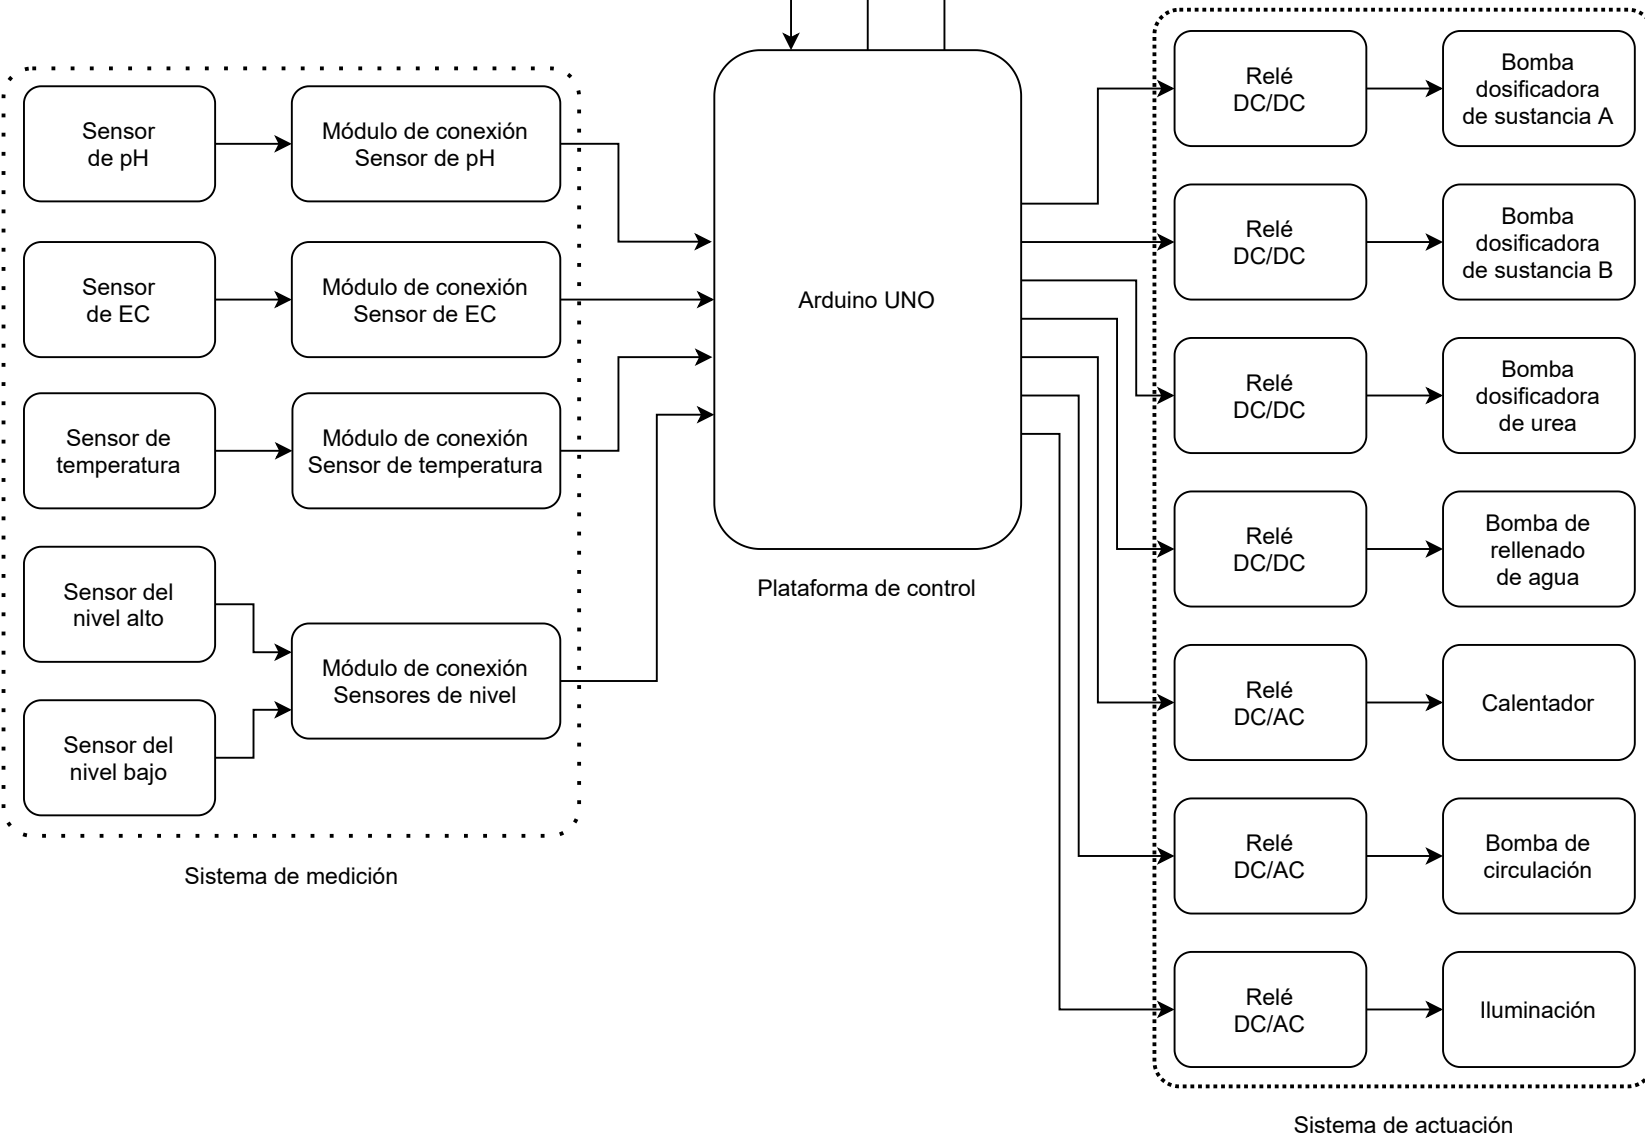 Sensor
de pH
Módulo de conexión
Sensor de pH
Sensor
de EC
Módulo de conexión
Sensor de EC
Sensor de
temperatura
Módulo de conexión
Sensor de temperatura
Sensor del
nivel alto
Sensor del
nivel bajo
Módulo de conexión
Sensores de nivel
Sistema de medición
Arduino UNO
Plataforma de control
Relé
DC/DC
Bomba
dosificadora
de sustancia A
Relé
DC/DC
Bomba
dosificadora
de sustancia B
Relé
DC/DC
Bomba
dosificadora
de urea
Relé
DC/DC
Bomba de
rellenado
de agua
Relé
DC/AC
Calentador
Relé
DC/AC
Bomba de
circulación
Relé
DC/AC
Iluminación
Sistema de actuación